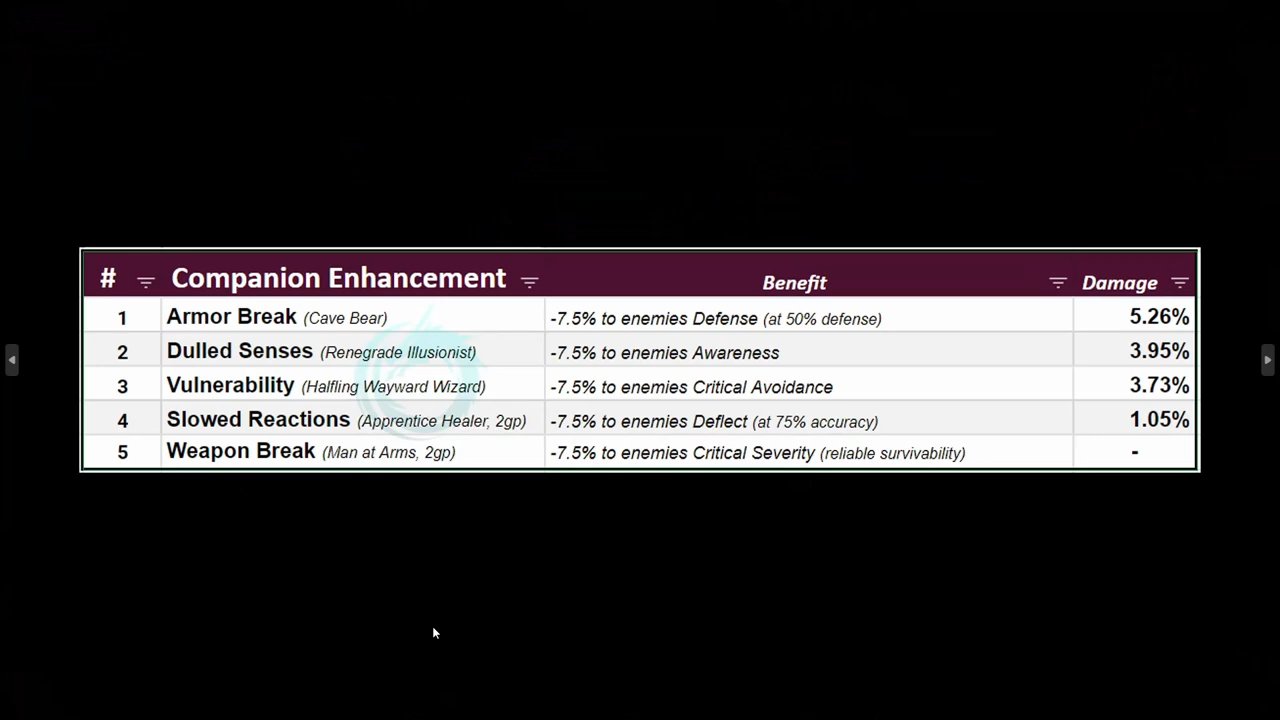 # Companion Enhancement Benefit Damage
1 Armor Break (Cave Bear) -7.5% to enemies Defense (at 50% defense) 5.26%
2 Dulled Senses (Renegrade Illusionist) -7.5% to enemies Awareness 3.95%
3 Vulnerability (Halfling Wayward Wizard) -7.5% to enemies Critical Avoidance 3.73%
4 Slowed Reactions (Apprentice Healer, 2gp) -7.5% to enemies Deflect (at 75% accuracy) 1.05%
5 Weapon Break (Man at Arms, 2gp) -7.5% to enemies Critical Severity (reliable survivability) -